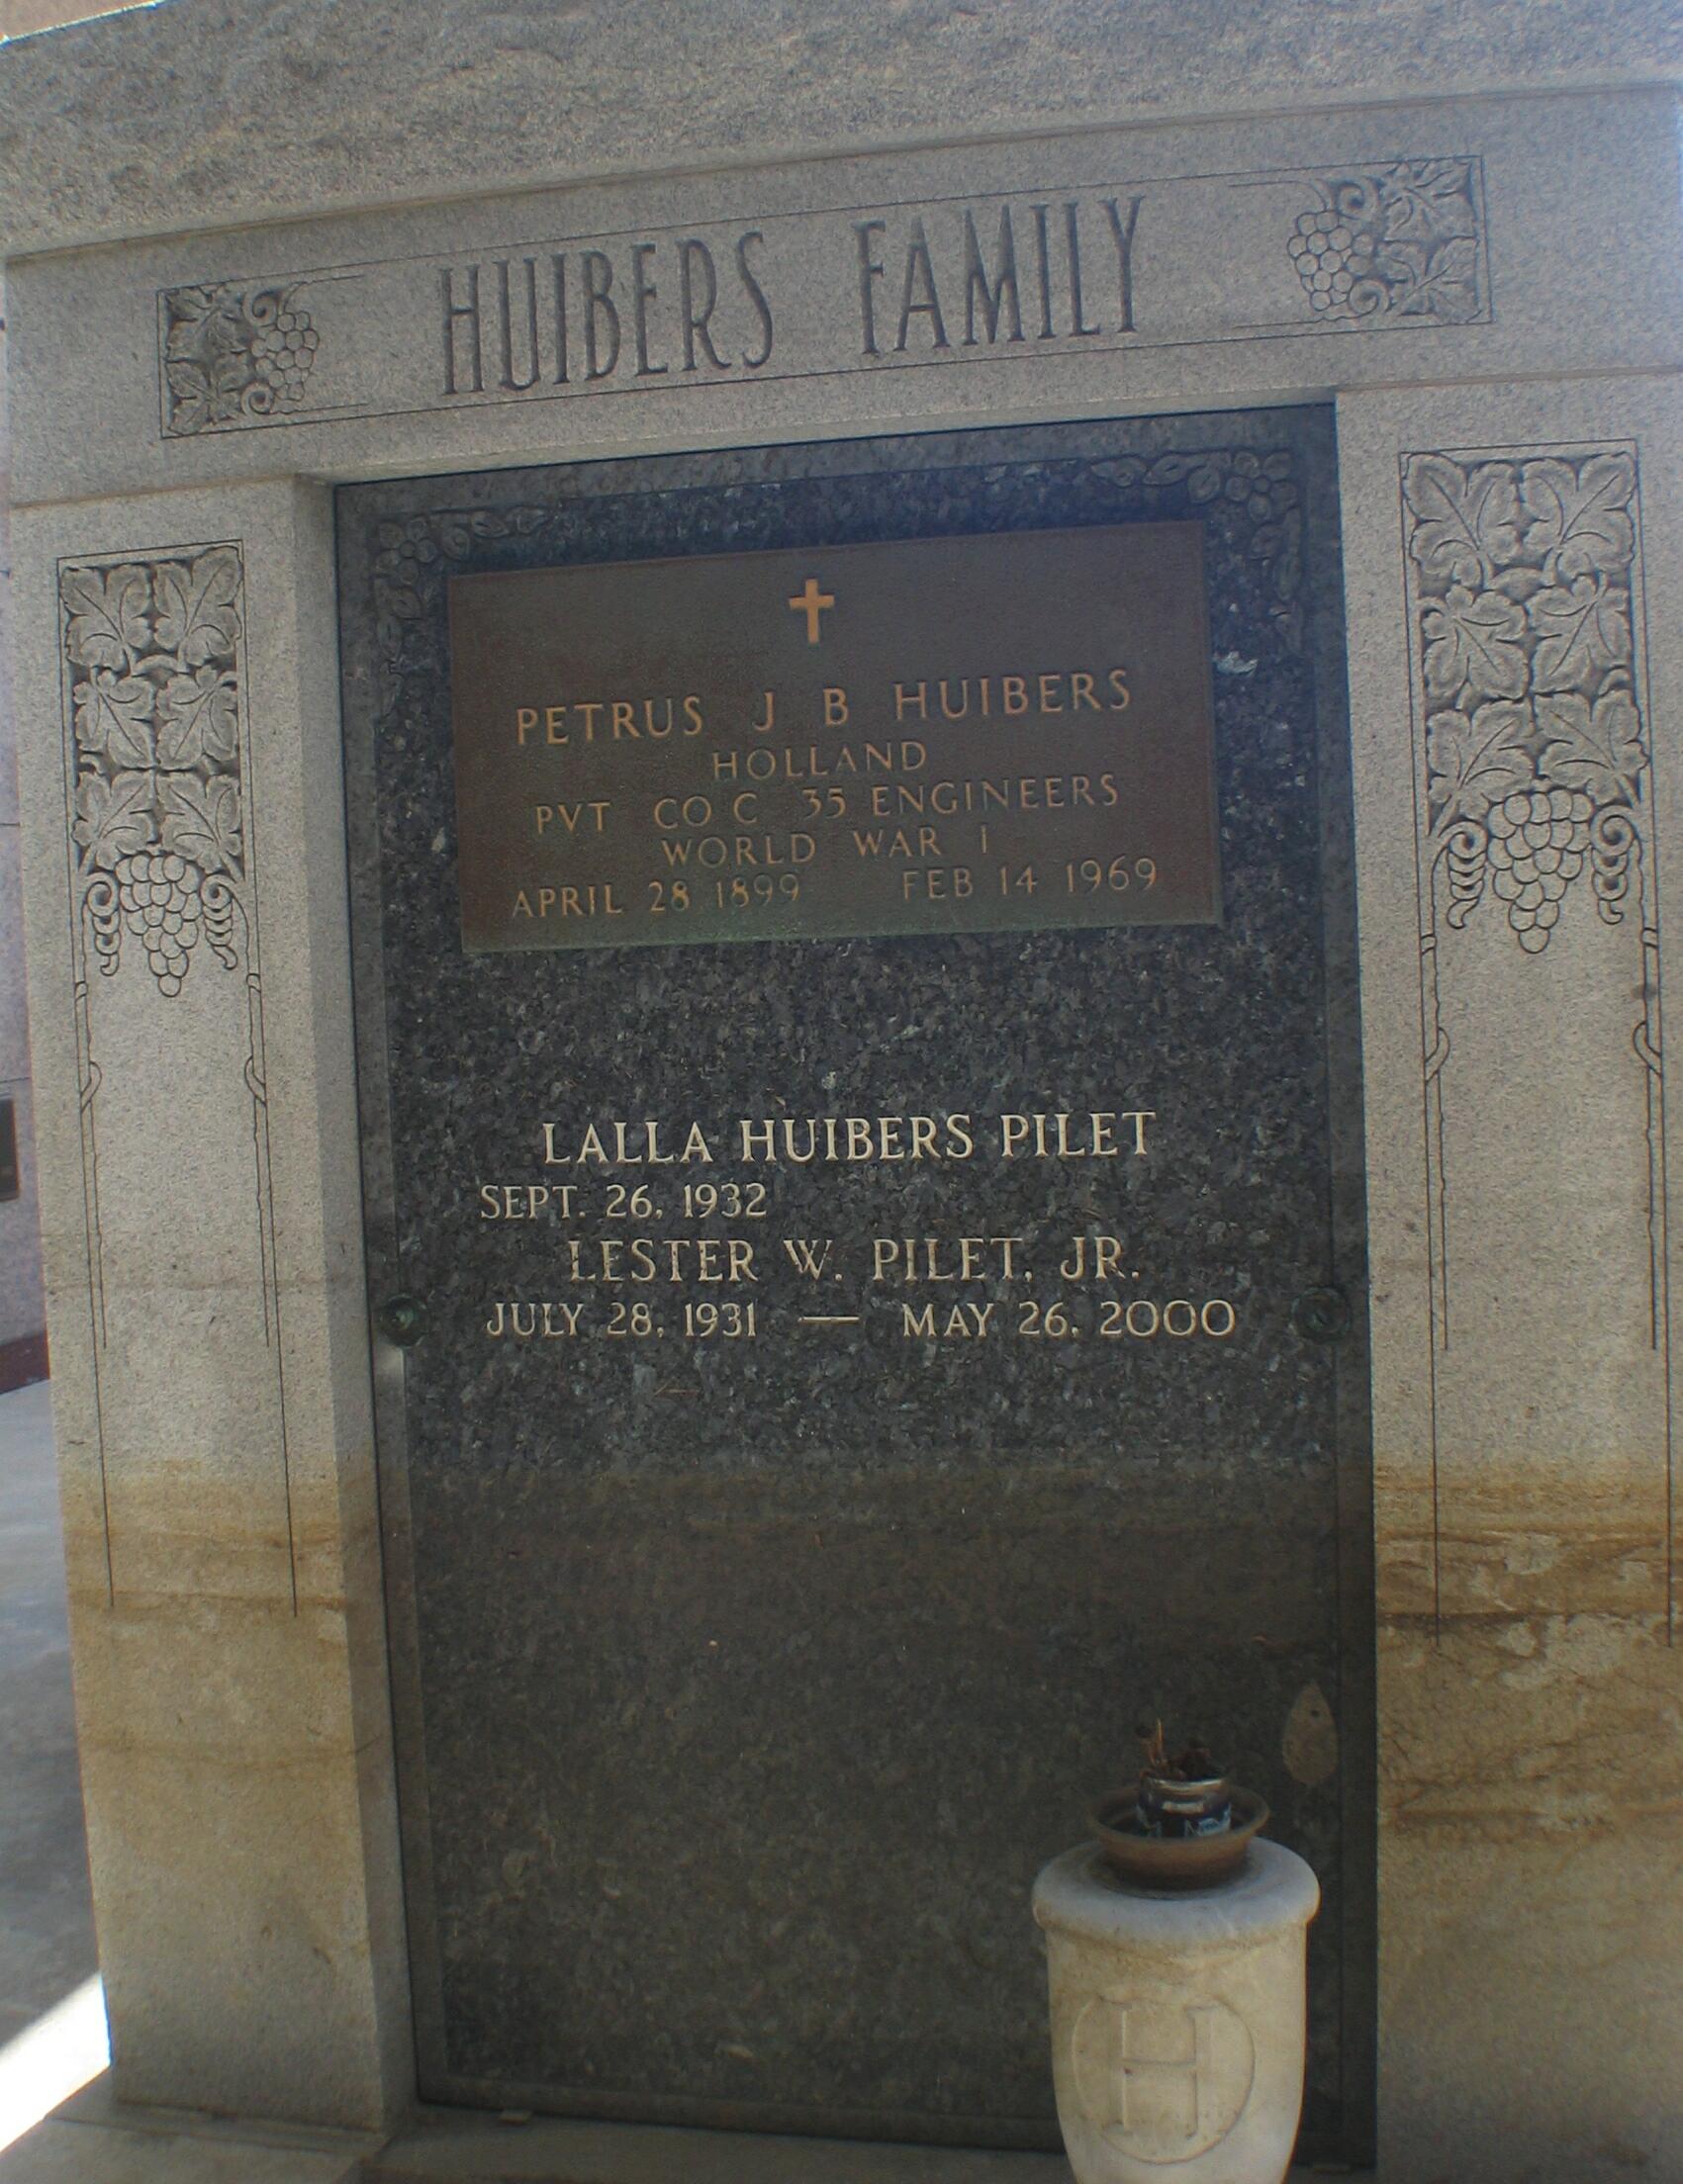 HUIBERS FAMILY
PETRUS J B HUIBERS
HOLLAND
PVT CO C 35 ENGINEERS
WORLD WAR I
APRIL 28 1899 FEB 14 1969
LALLA HUIBERS PILET
SEPT. 26, 1932
LESTER W. PILET, JR.
JULY 28, 1931 — MAY 26, 2000
H